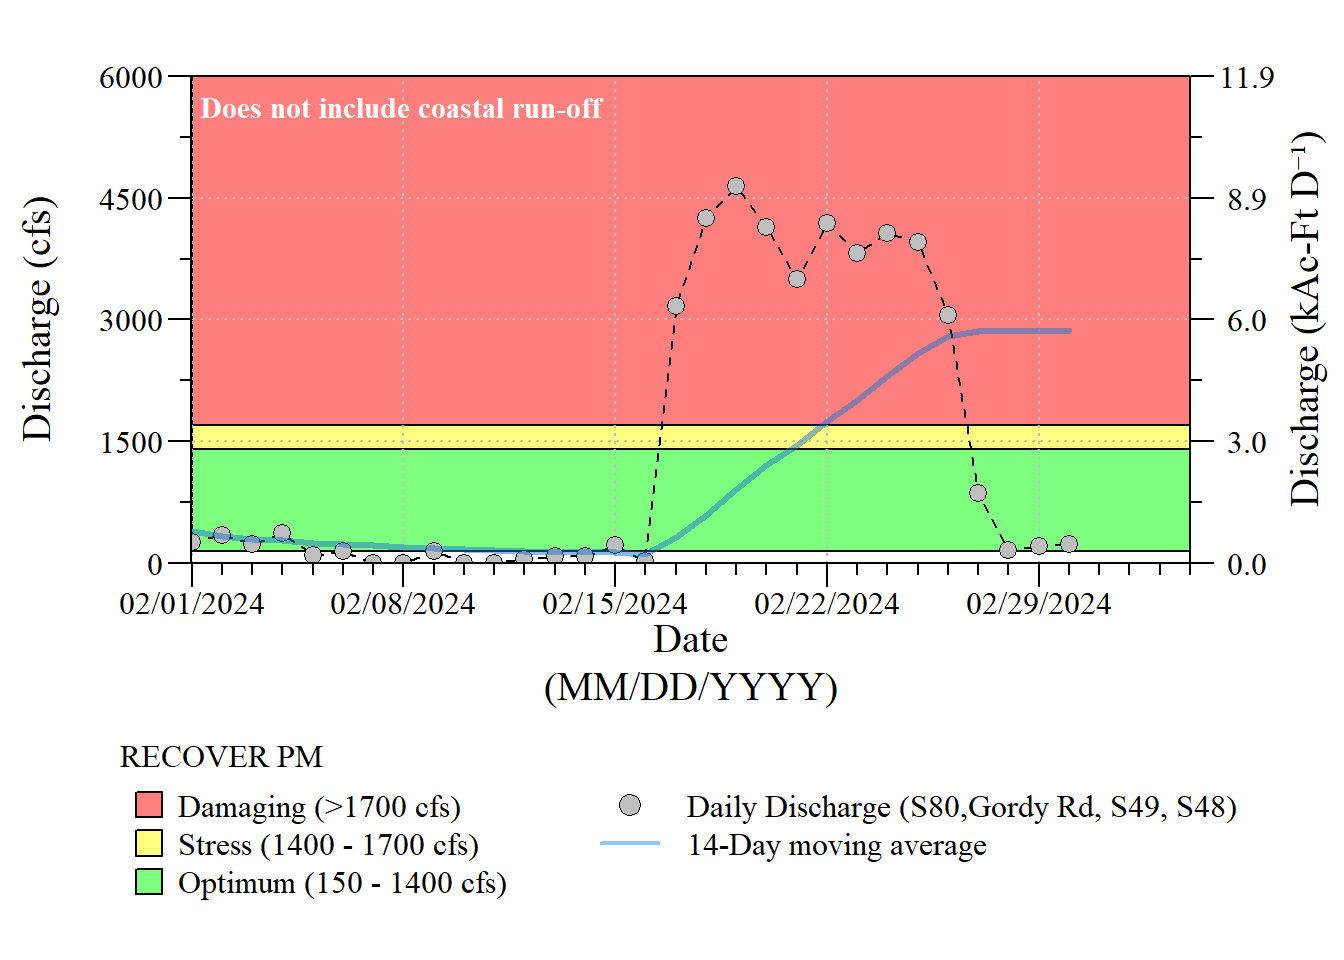 Does not include coastal run-off
6000
4500
3000
1500
0
Discharge (cfs)
11.9
8.9
6.0
3.0
0.0
Discharge (kAc-Ft D⁻¹)
02/01/2024
02/08/2024
02/15/2024
02/22/2024
02/29/2024
Date
(MM/DD/YYYY)
RECOVER PM
Damaging (>1700 cfs)
Stress (1400 - 1700 cfs)
Optimum (150 - 1400 cfs)
Daily Discharge (S80,Gordy Rd, S49, S48)
14-Day moving average